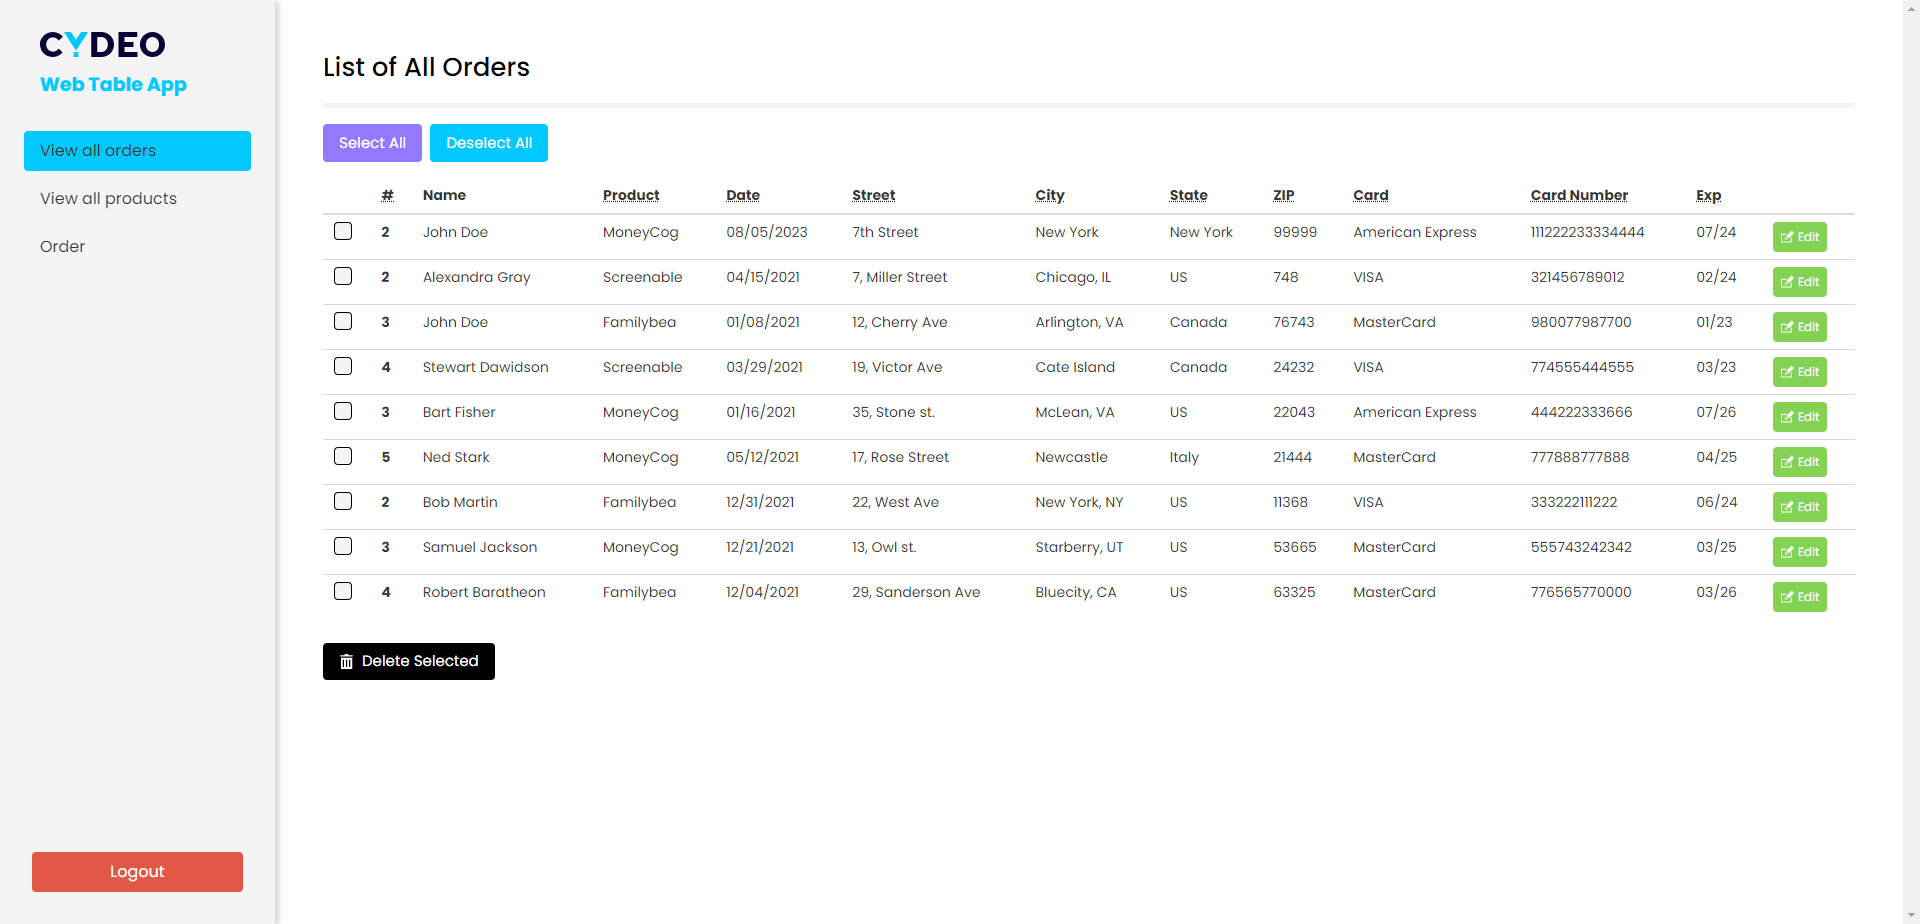 CYDEO
Web Table App
View all orders
View all products
Order
Logout
List of All Orders
Select All Deselect All
# Name Product Date Street City State ZIP Card Card Number Exp
2 John Doe MoneyCog 08/05/2023 7th Street New York New York 99999 American Express 111222233334444 07/24 Edit
2 Alexandra Gray Screenable 04/15/2021 7, Miller Street Chicago, IL US 748 VISA 321456789012 02/24 Edit
3 John Doe Familybea 01/08/2021 12, Cherry Ave Arlington, VA Canada 76743 MasterCard 980077987700 01/23 Edit
4 Stewart Dawidson Screenable 03/29/2021 19, Victor Ave Cate Island Canada 24232 VISA 774555444555 03/23 Edit
3 Bart Fisher MoneyCog 01/16/2021 35, Stone st. McLean, VA US 22043 American Express 444222333666 07/26 Edit
5 Ned Stark MoneyCog 05/12/2021 17, Rose Street Newcastle Italy 21444 MasterCard 777888777888 04/25 Edit
2 Bob Martin Familybea 12/31/2021 22, West Ave New York, NY US 11368 VISA 333222111222 06/24 Edit
3 Samuel Jackson MoneyCog 12/21/2021 13, Owl st. Starberry, UT US 53665 MasterCard 555743242342 03/25 Edit
4 Robert Baratheon Familybea 12/04/2021 29, Sanderson Ave Bluecity, CA US 63325 MasterCard 776565770000 03/26 Edit
Delete Selected